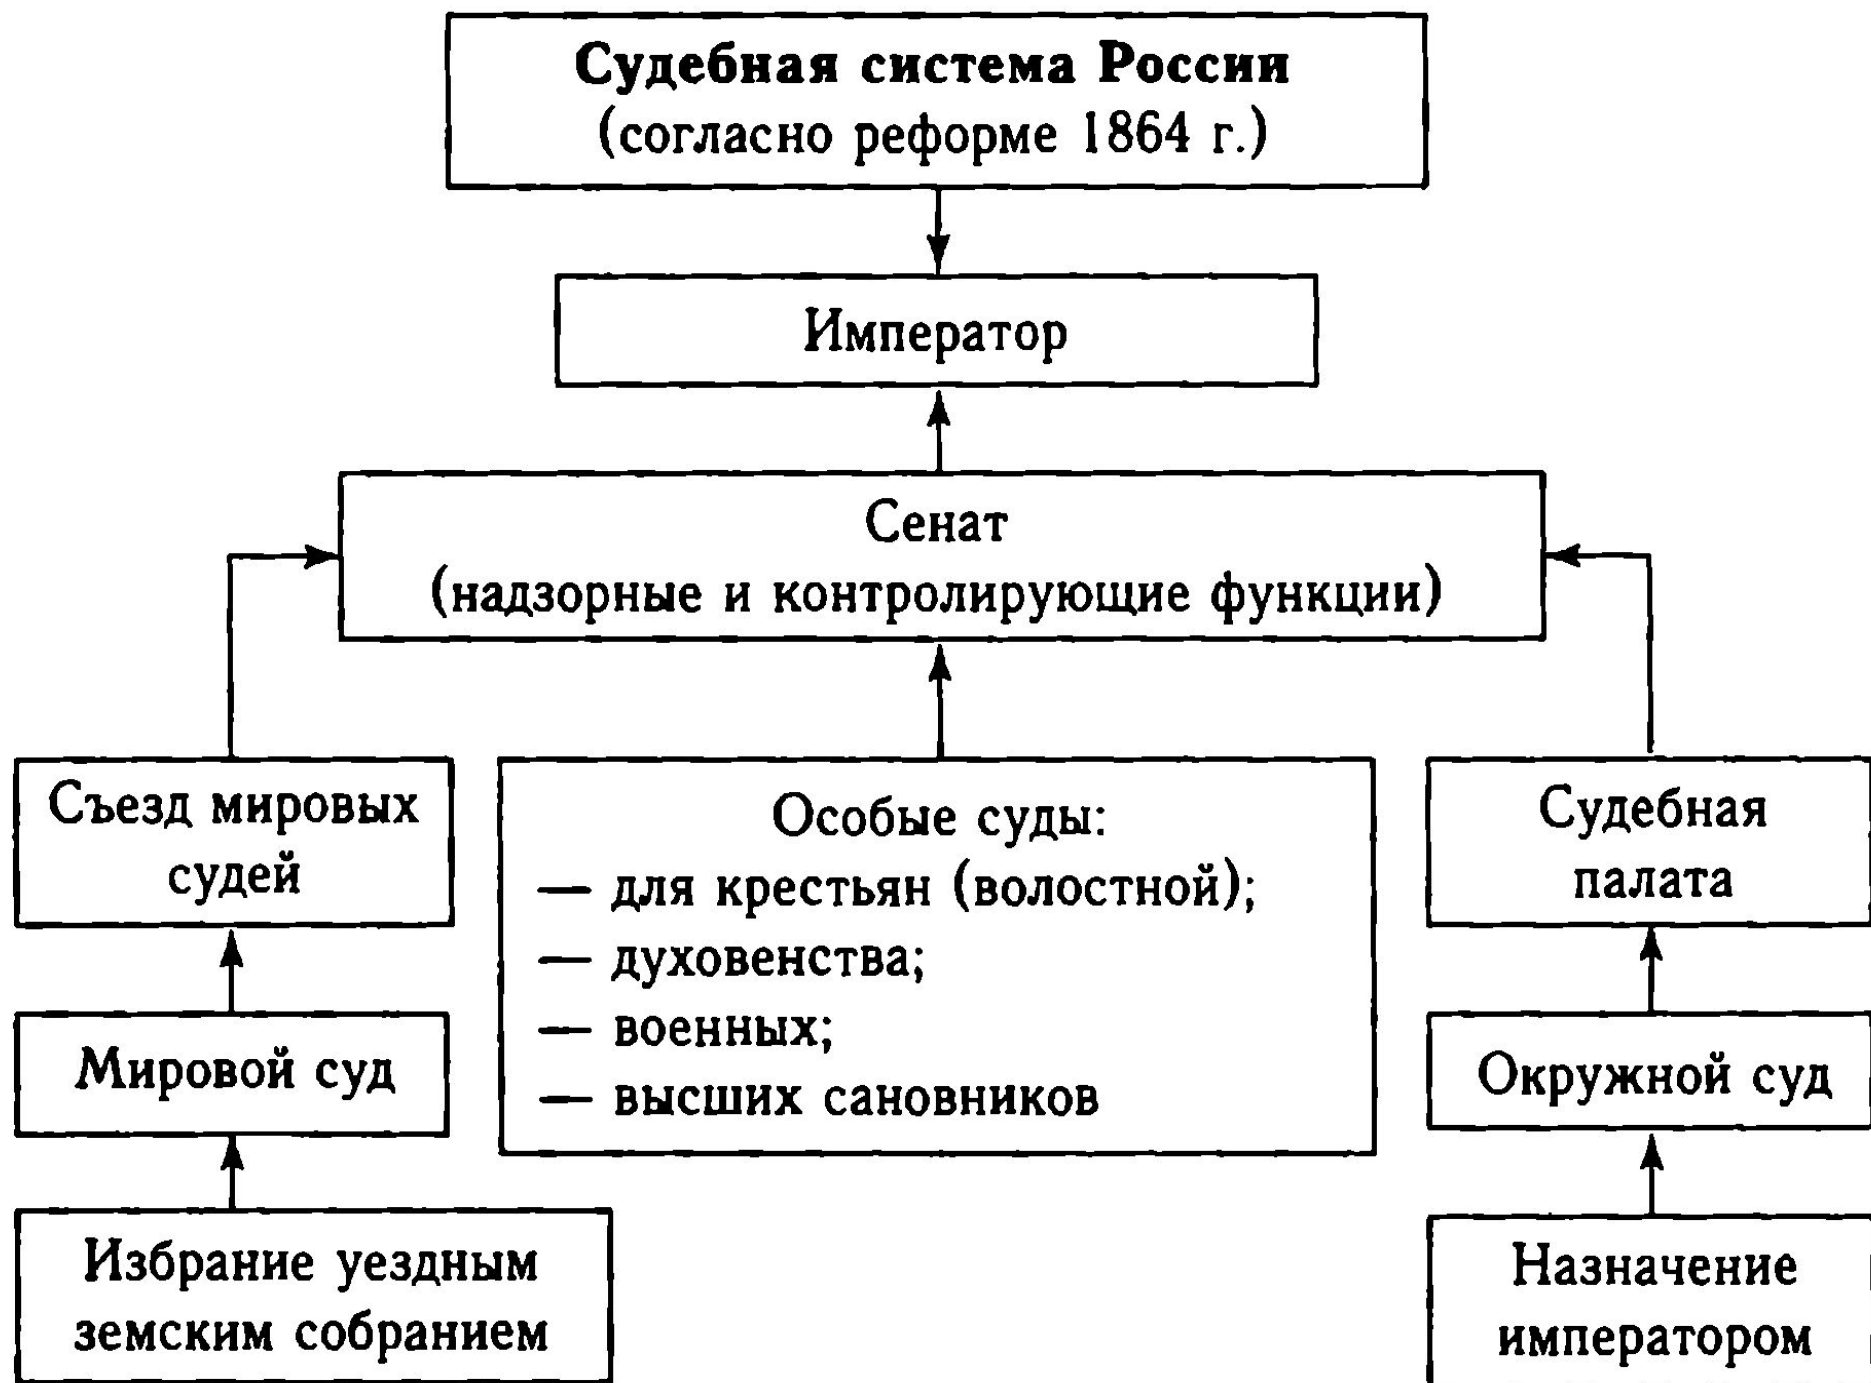 Судебная система России
(согласно реформе 1864 г.)
Император
Сенат
(надзорные и контролирующие функции)
Съезд мировых
судей
Мировой суд
Избрание уездным
земским собранием
Особые суды:
— для крестьян (волостной);
— духовенства;
— военных;
— высших сановников
Судебная
палата
Окружной суд
Назначение
императором